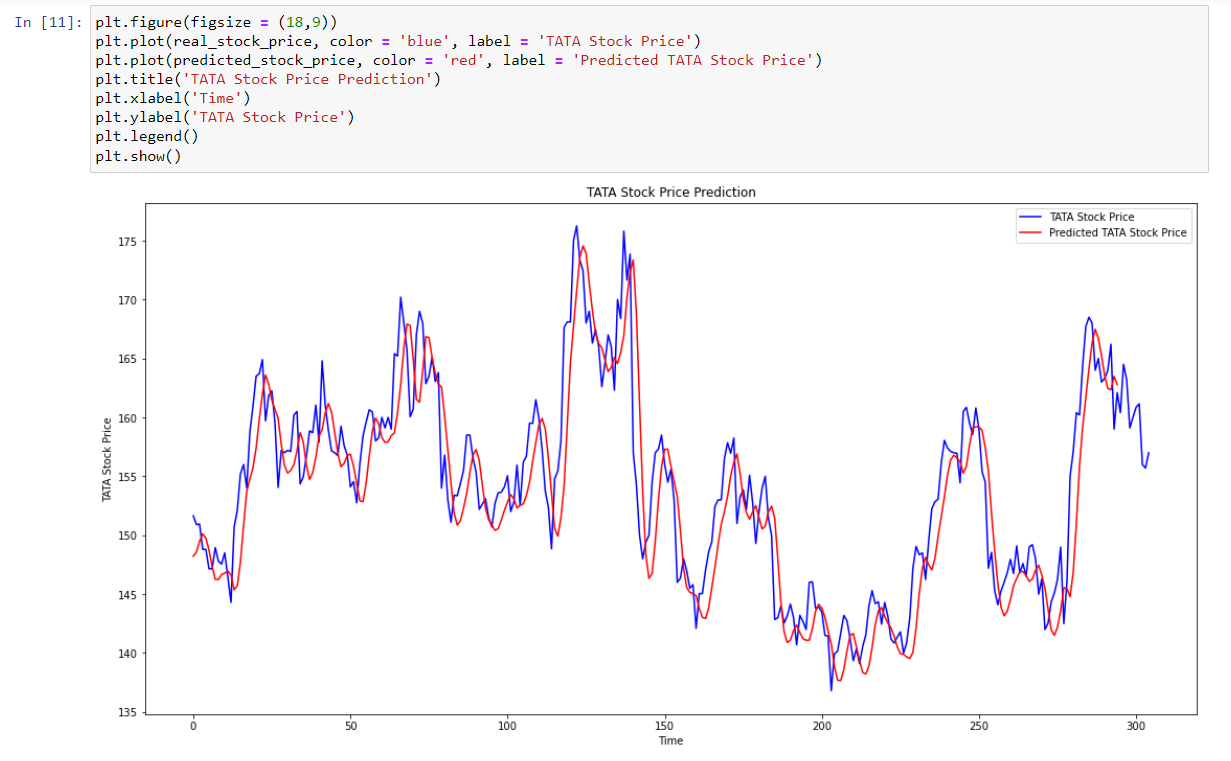 In [11]: plt.figure(figsize = (18,9))
plt.plot(real_stock_price, color = 'blue', label = 'TATA Stock Price')
plt.plot(predicted_stock_price, color = 'red', label = 'Predicted TATA Stock Price')
plt.title('TATA Stock Price Prediction')
plt.xlabel('Time')
plt.ylabel('TATA Stock Price')
plt.legend()
plt.show()
TATA Stock Price Prediction
TATA Stock Price
Predicted TATA Stock Price
175
170
165
160
155
150
145
140
135
TATA Stock Price
0 50 100 150 200 250 300
Time